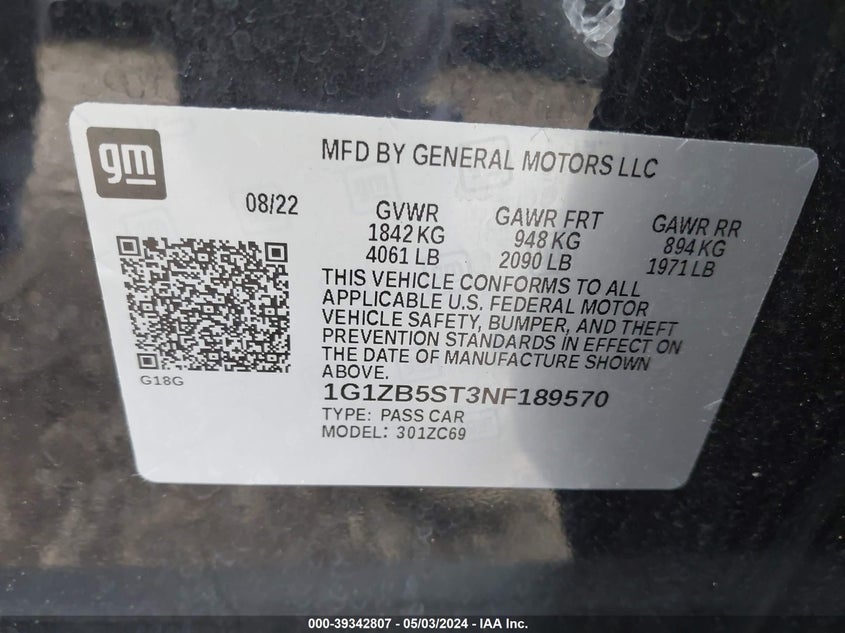 gm
MFD BY GENERAL MOTORS LLC
08/22
GVWR
1842 KG
4061 LB
GAWR FRT
948 KG
2090 LB
GAWR RR
894 KG
1971 LB
THIS VEHICLE CONFORMS TO ALL
APPLICABLE U.S. FEDERAL MOTOR
VEHICLE SAFETY, BUMPER, AND THEFT
PREVENTION STANDARDS IN EFFECT ON
THE DATE OF MANUFACTURE SHOWN
ABOVE.
G18G
1G1ZB5ST3NF189570
TYPE: PASS CAR
MODEL: 301ZC69
000-39342807 - 05/03/2024 - IAA Inc.